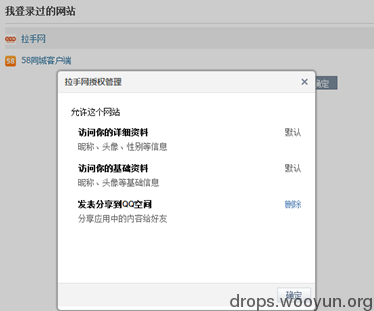 我登录过的网站
拉手网
58 58同城客户端
确定
拉手网授权管理 ×
允许这个网站
访问你的详细资料 默认
昵称、头像、性别等信息
访问你的基础资料 默认
昵称、头像等基础信息
发表分享到QQ空间 删除
分享应用中的内容给好友
确定
drops.wooyun.org